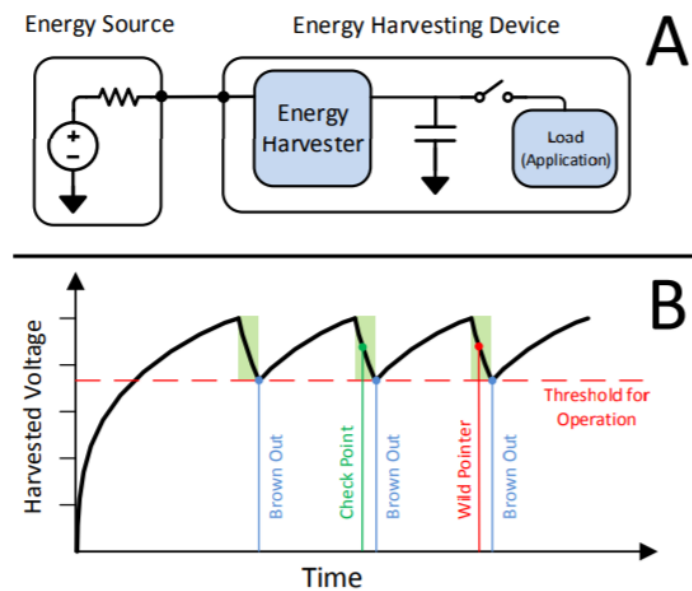 Energy Source
Energy Harvesting Device
A
+
−
Energy
Harvester
Load
(Application)
B
Harvested Voltage
Threshold for
Operation
Brown Out
Check Point
Brown Out
Wild Pointer
Brown Out
Time